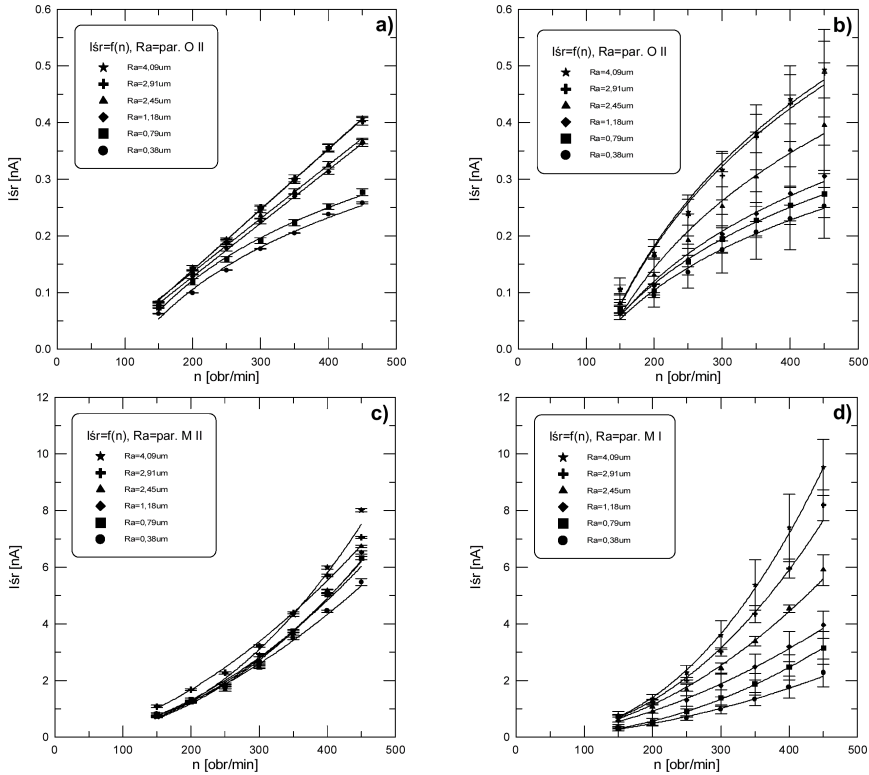 a)
Iśr=f(n), Ra=par. O II
Ra=4,09um
Ra=2,91um
Ra=2,45um
Ra=1,18um
Ra=0,79um
Ra=0,38um
0.6
0.5
0.4
0.3
0.2
0.1
0.0
Iśr [nA]
0 100 200 300 400 500
n [obr/min]
b)
Iśr=f(n), Ra=par. O II
Ra=4,09um
Ra=2,91um
Ra=2,45um
Ra=1,18um
Ra=0,79um
Ra=0,38um
0.6
0.5
0.4
0.3
0.2
0.1
0.0
Iśr [nA]
0 100 200 300 400 500
n [obr/min]
c)
Iśr=f(n), Ra=par. M II
Ra=4,09um
Ra=2,91um
Ra=2,45um
Ra=1,18um
Ra=0,79um
Ra=0,38um
12
10
8
6
4
2
0
Iśr [nA]
0 100 200 300 400 500
n [obr/min]
d)
Iśr=f(n), Ra=par. M I
Ra=4,09um
Ra=2,91um
Ra=2,45um
Ra=1,18um
Ra=0,79um
Ra=0,38um
12
10
8
6
4
2
0
Iśr [nA]
0 100 200 300 400 500
n [obr/min]